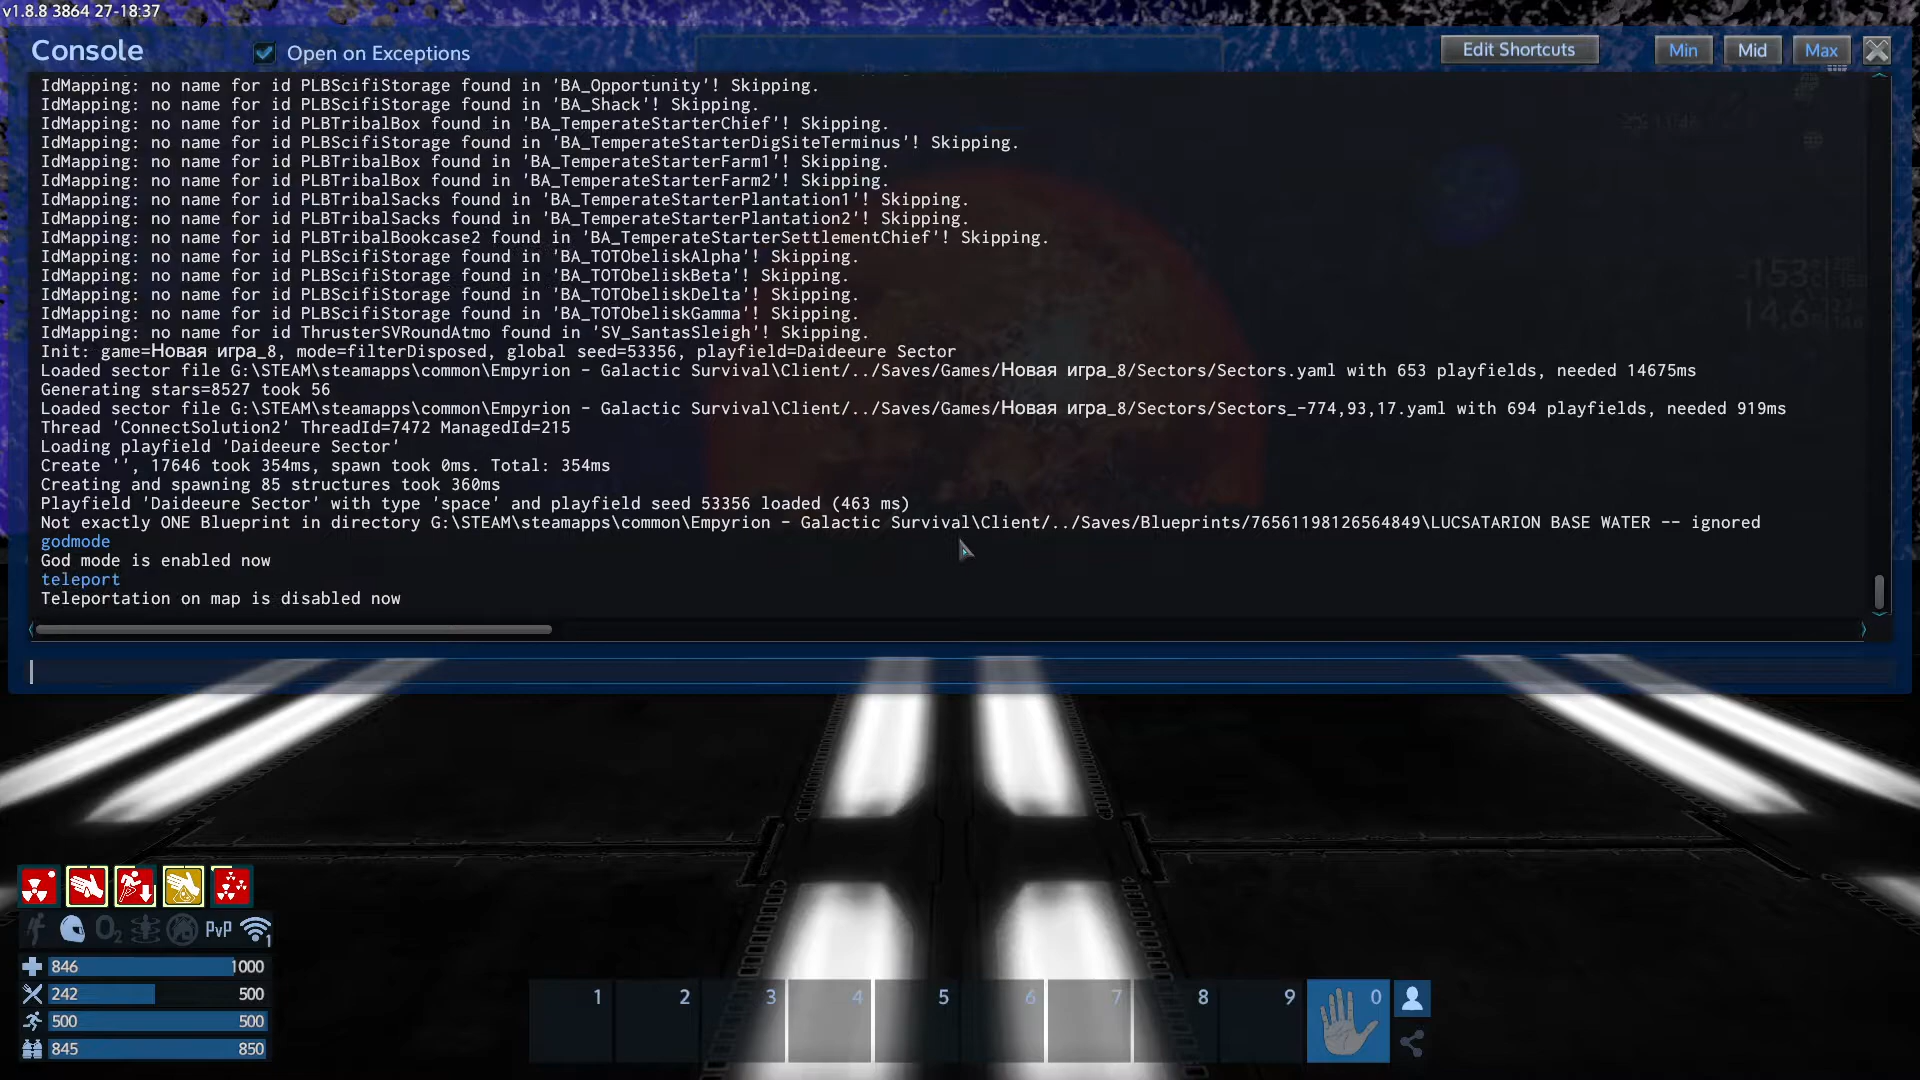 v1.8.8 3864 27-18:37
Console
Open on Exceptions
Edit Shortcuts
Min
Mid
Max
IdMapping: no name for id PLBScifiStorage found in 'BA_Opportunity'! Skipping.
IdMapping: no name for id PLBScifiStorage found in 'BA_Shack'! Skipping.
IdMapping: no name for id PLBTribalBox found in 'BA_TemperateStarterChief'! Skipping.
IdMapping: no name for id PLBScifiStorage found in 'BA_TemperateStarterDigSiteTerminus'! Skipping.
IdMapping: no name for id PLBTribalBox found in 'BA_TemperateStarterFarm1'! Skipping.
IdMapping: no name for id PLBTribalBox found in 'BA_TemperateStarterFarm2'! Skipping.
IdMapping: no name for id PLBTribalSacks found in 'BA_TemperateStarterPlantation1'! Skipping.
IdMapping: no name for id PLBTribalSacks found in 'BA_TemperateStarterPlantation2'! Skipping.
IdMapping: no name for id PLBTribalBookcase2 found in 'BA_TemperateStarterSettlementChief'! Skipping.
IdMapping: no name for id PLBScifiStorage found in 'BA_TOTObeliskAlpha'! Skipping.
IdMapping: no name for id PLBScifiStorage found in 'BA_TOTObeliskBeta'! Skipping.
IdMapping: no name for id PLBScifiStorage found in 'BA_TOTObeliskDelta'! Skipping.
IdMapping: no name for id PLBScifiStorage found in 'BA_TOTObeliskGamma'! Skipping.
IdMapping: no name for id ThrusterSVRoundAtmo found in 'SV_SantasSleigh'! Skipping.
Init: game=Новая игра_8, mode=filterDisposed, global seed=53356, playfield=Daideeure Sector
Loaded sector file G:\STEAM\steamapps\common\Empyrion - Galactic Survival\Client/../Saves/Games/Новая игра_8/Sectors/Sectors.yaml with 653 playfields, needed 14675ms
Generating stars=8527 took 56
Loaded sector file G:\STEAM\steamapps\common\Empyrion - Galactic Survival\Client/../Saves/Games/Новая игра_8/Sectors/Sectors_-774,93,17.yaml with 694 playfields, needed 919ms
Thread 'ConnectSolution2' ThreadId=7472 ManagedId=215
Loading playfield 'Daideeure Sector'
Create '', 17646 took 354ms, spawn took 0ms. Total: 354ms
Creating and spawning 85 structures took 360ms
Playfield 'Daideeure Sector' with type 'space' and playfield seed 53356 loaded (463 ms)
Not exactly ONE Blueprint in directory G:\STEAM\steamapps\common\Empyrion - Galactic Survival\Client/../Saves/Blueprints/76561198126564849\LUCSATARION BASE WATER -- ignored
godmode
God mode is enabled now
teleport
Teleportation on map is disabled now
O2
PvP
1
846 1000
242 500
500 500
845 850
1 2 3 4 5 6 7 8 9 0